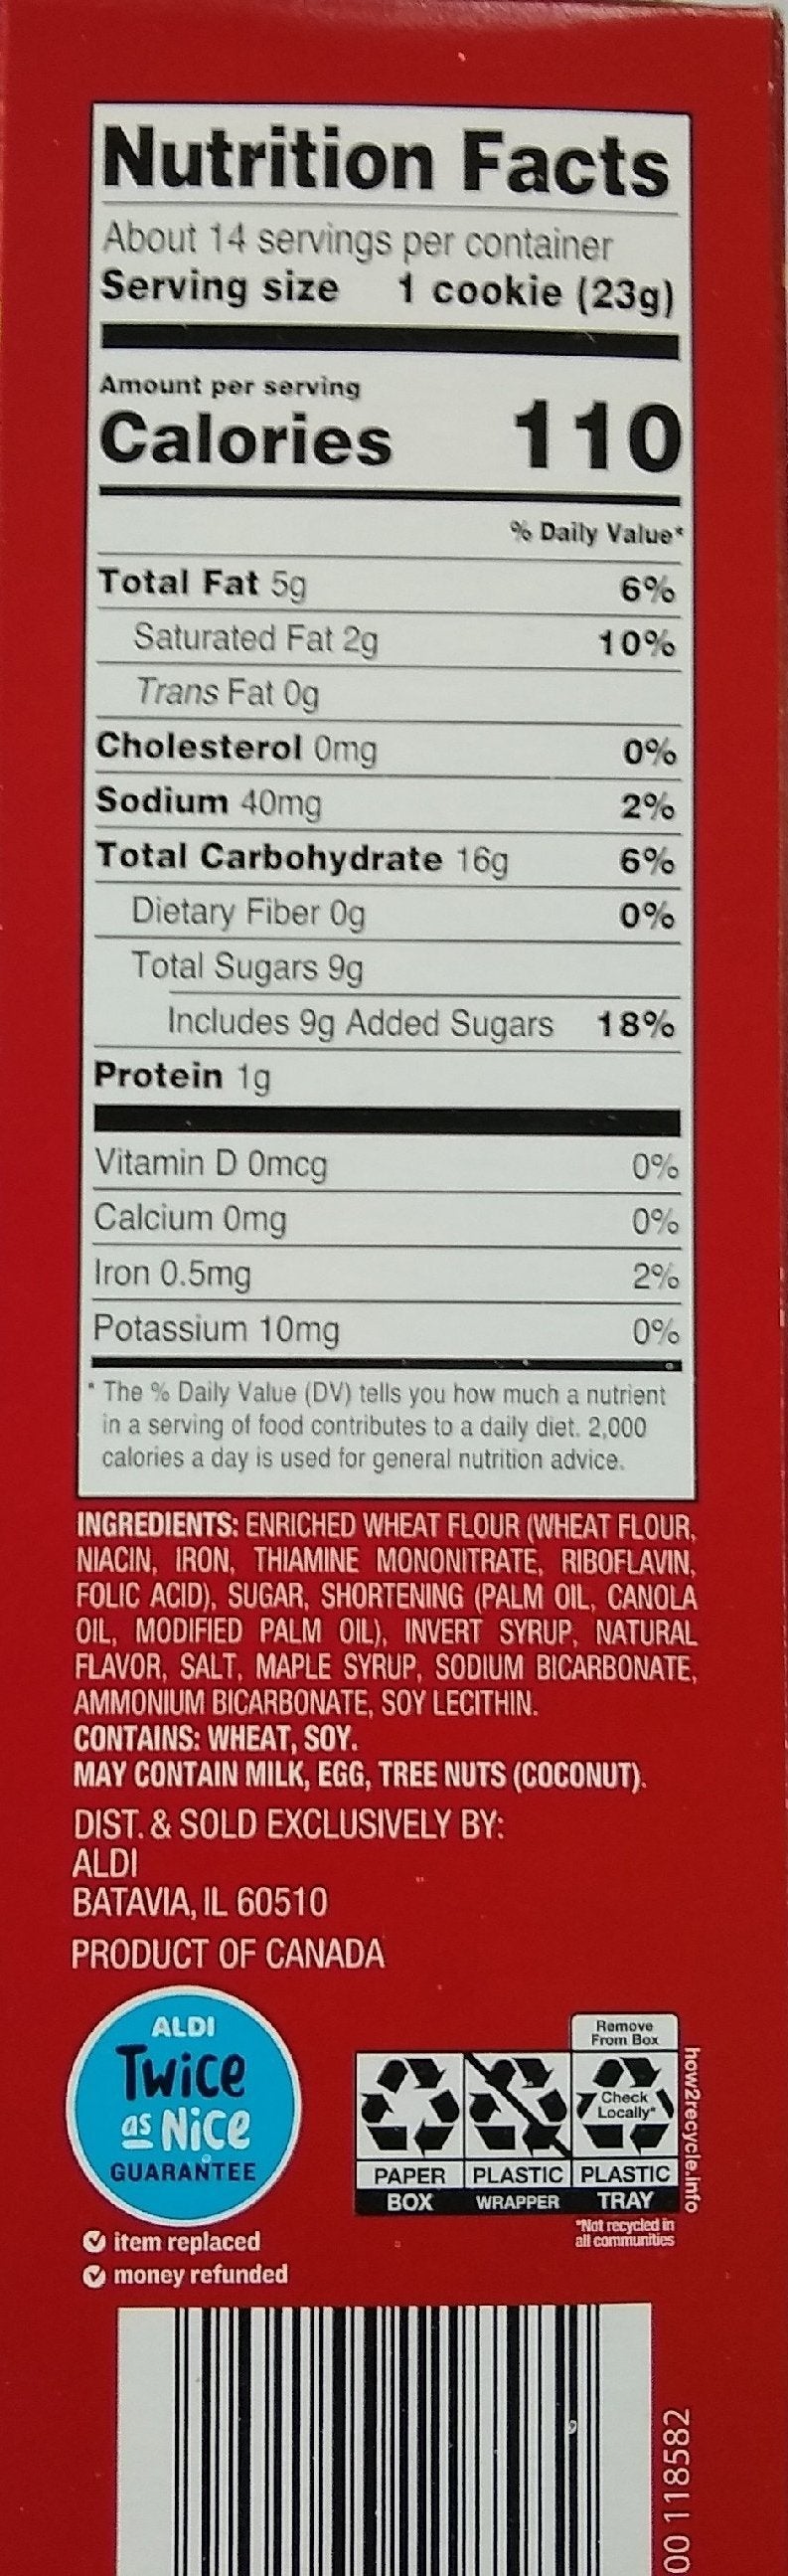 Nutrition Facts
About 14 servings per container
Serving size 1 cookie (23g)
Amount per serving
Calories 110
% Daily Value*
Total Fat 5g 6%
Saturated Fat 2g 10%
Trans Fat 0g
Cholesterol 0mg 0%
Sodium 40mg 2%
Total Carbohydrate 16g 6%
Dietary Fiber 0g 0%
Total Sugars 9g
Includes 9g Added Sugars 18%
Protein 1g
Vitamin D 0mcg 0%
Calcium 0mg 0%
Iron 0.5mg 2%
Potassium 10mg 0%
* The % Daily Value (DV) tells you how much a nutrient
in a serving of food contributes to a daily diet. 2,000
calories a day is used for general nutrition advice.
INGREDIENTS: ENRICHED WHEAT FLOUR (WHEAT FLOUR,
NIACIN, IRON, THIAMINE MONONITRATE, RIBOFLAVIN,
FOLIC ACID), SUGAR, SHORTENING (PALM OIL, CANOLA
OIL, MODIFIED PALM OIL), INVERT SYRUP, NATURAL
FLAVOR, SALT, MAPLE SYRUP, SODIUM BICARBONATE,
AMMONIUM BICARBONATE, SOY LECITHIN.
CONTAINS: WHEAT, SOY.
MAY CONTAIN MILK, EGG, TREE NUTS (COCONUT).
DIST. & SOLD EXCLUSIVELY BY:
ALDI
BATAVIA, IL 60510
PRODUCT OF CANADA
ALDI
Twice
as Nice
GUARANTEE
item replaced
money refunded
Remove
From Box
Check
Locally*
PAPER PLASTIC PLASTIC
BOX WRAPPER TRAY
*Not recycled in
all communities
how2recycle.info
00 118582